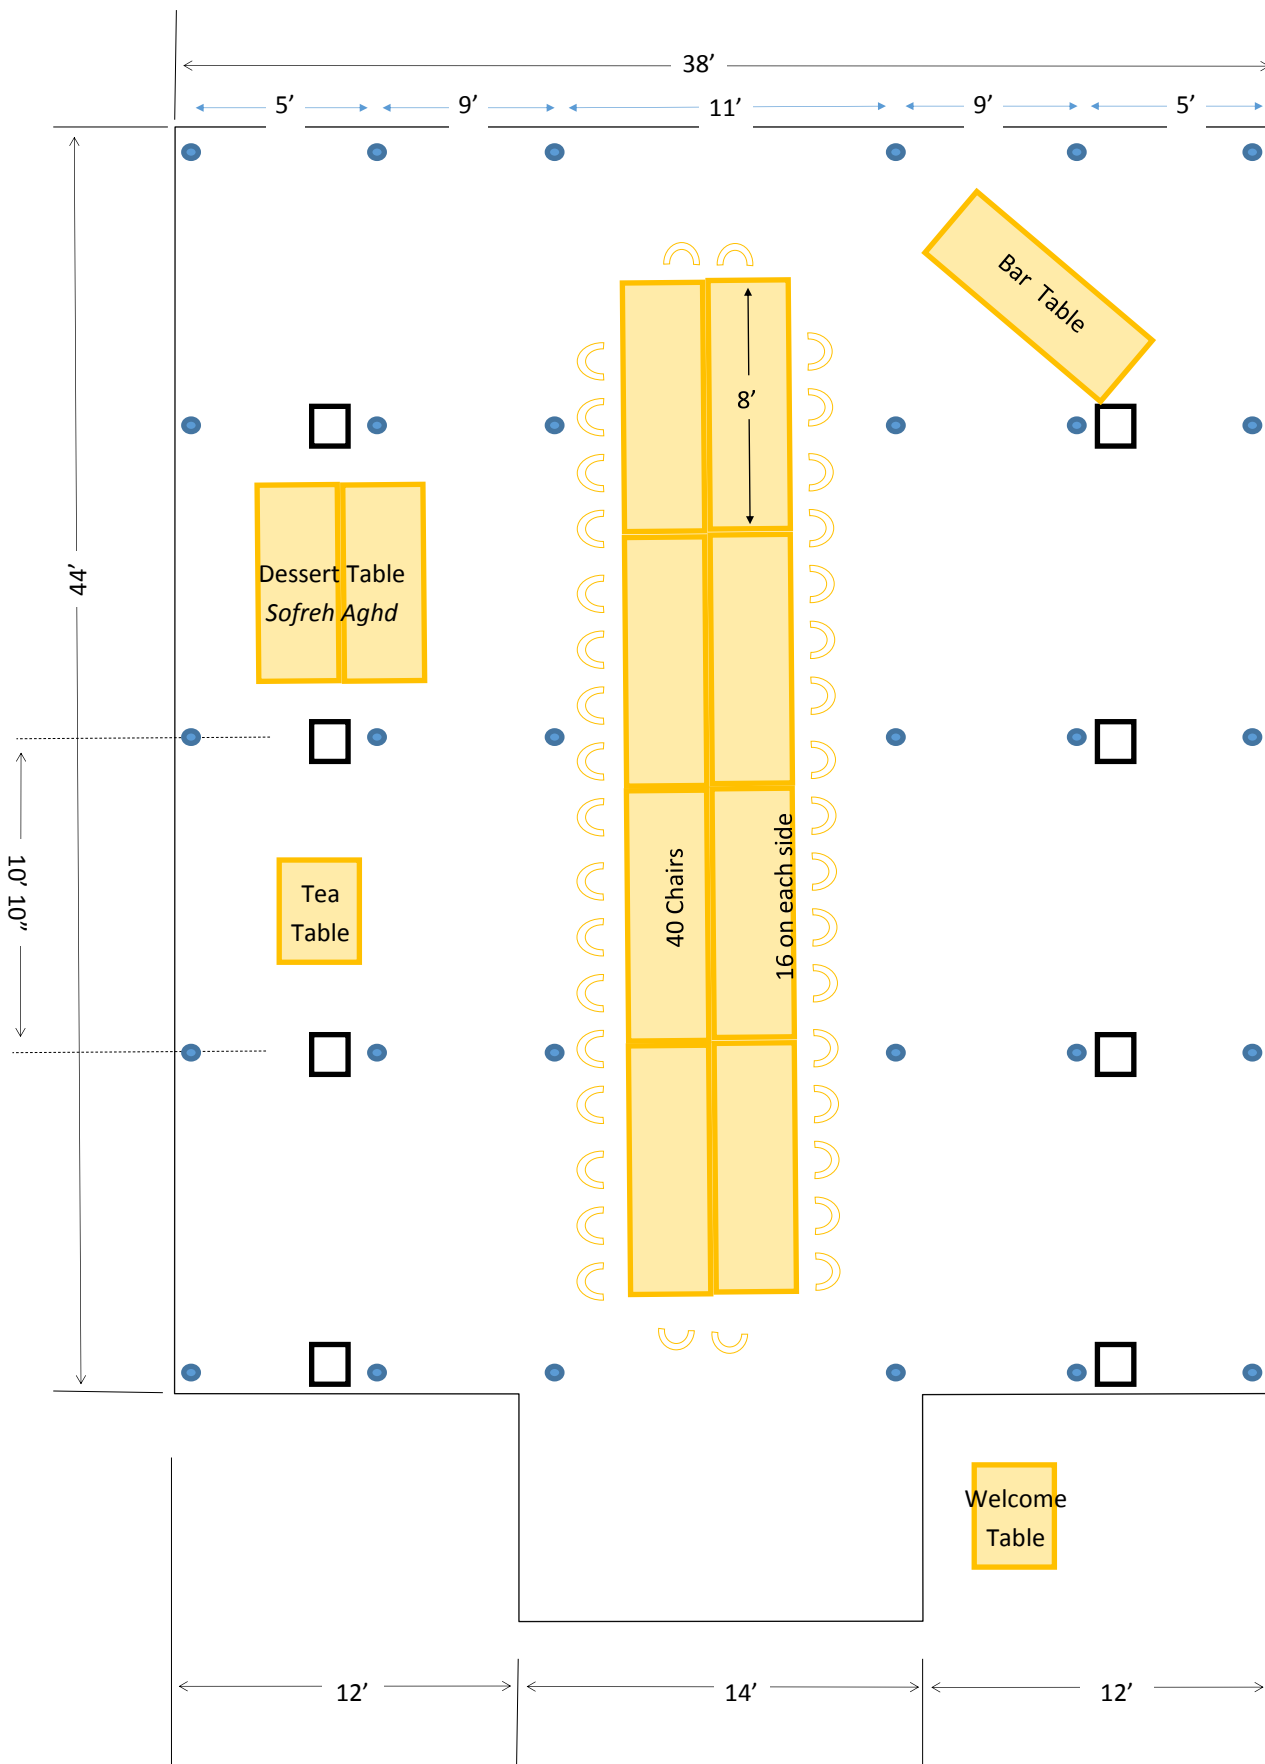 38’
5’ 9’ 11’ 9’ 5’
Bar Table
8’
44’
Dessert Table
Sofreh Aghd
10’ 10”
40 Chairs
16 on each side
Tea
Table
Welcome
Table
12’ 14’ 12’